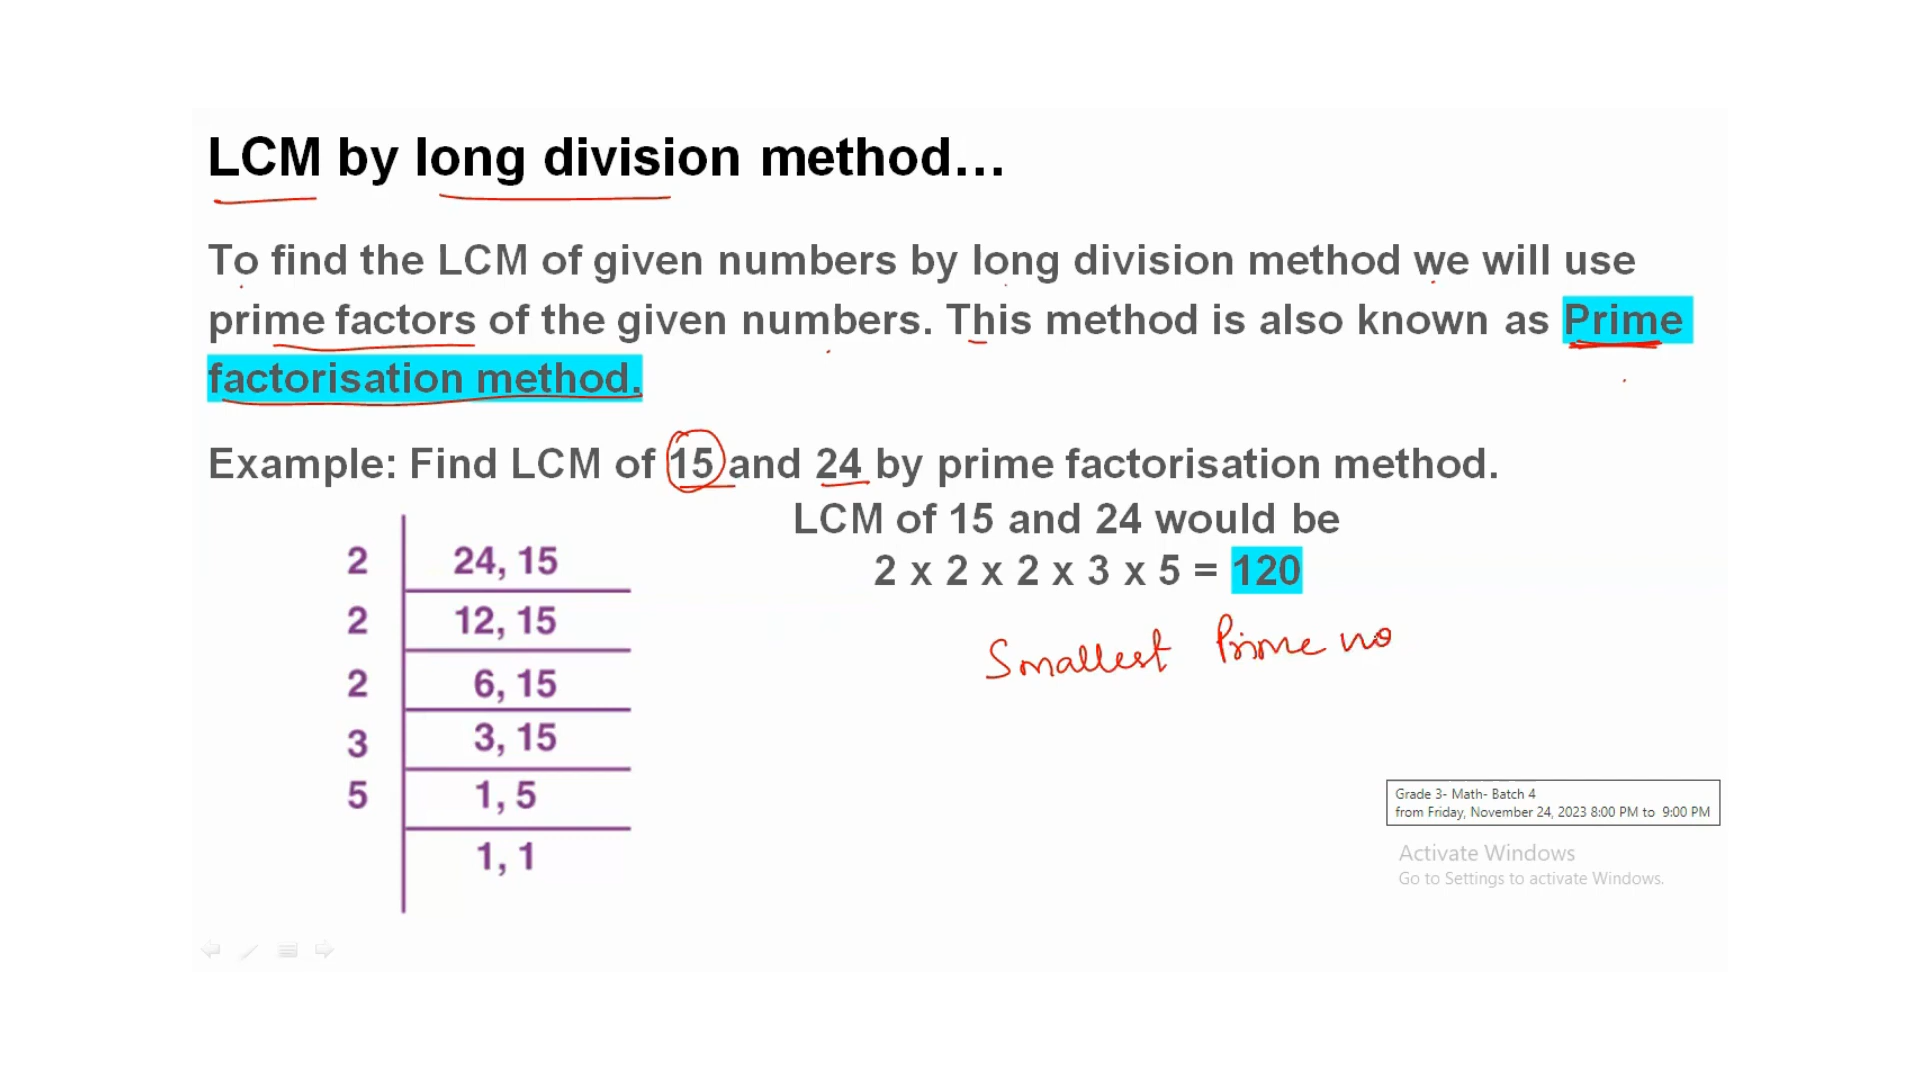 LCM by long division method...
To find the LCM of given numbers by long division method we will use
prime factors of the given numbers. This method is also known as Prime
factorisation method.
Example: Find LCM of 15 and 24 by prime factorisation method.
LCM of 15 and 24 would be
2 x 2 x 2 x 3 x 5 = 120
Smallest Prime no
2 24, 15
2 12, 15
2 6, 15
3 3, 15
5 1, 5
1, 1
Grade 3- Math- Batch 4
from Friday, November 24, 2023 8:00 PM to 9:00 PM
Activate Windows
Go to Settings to activate Windows.